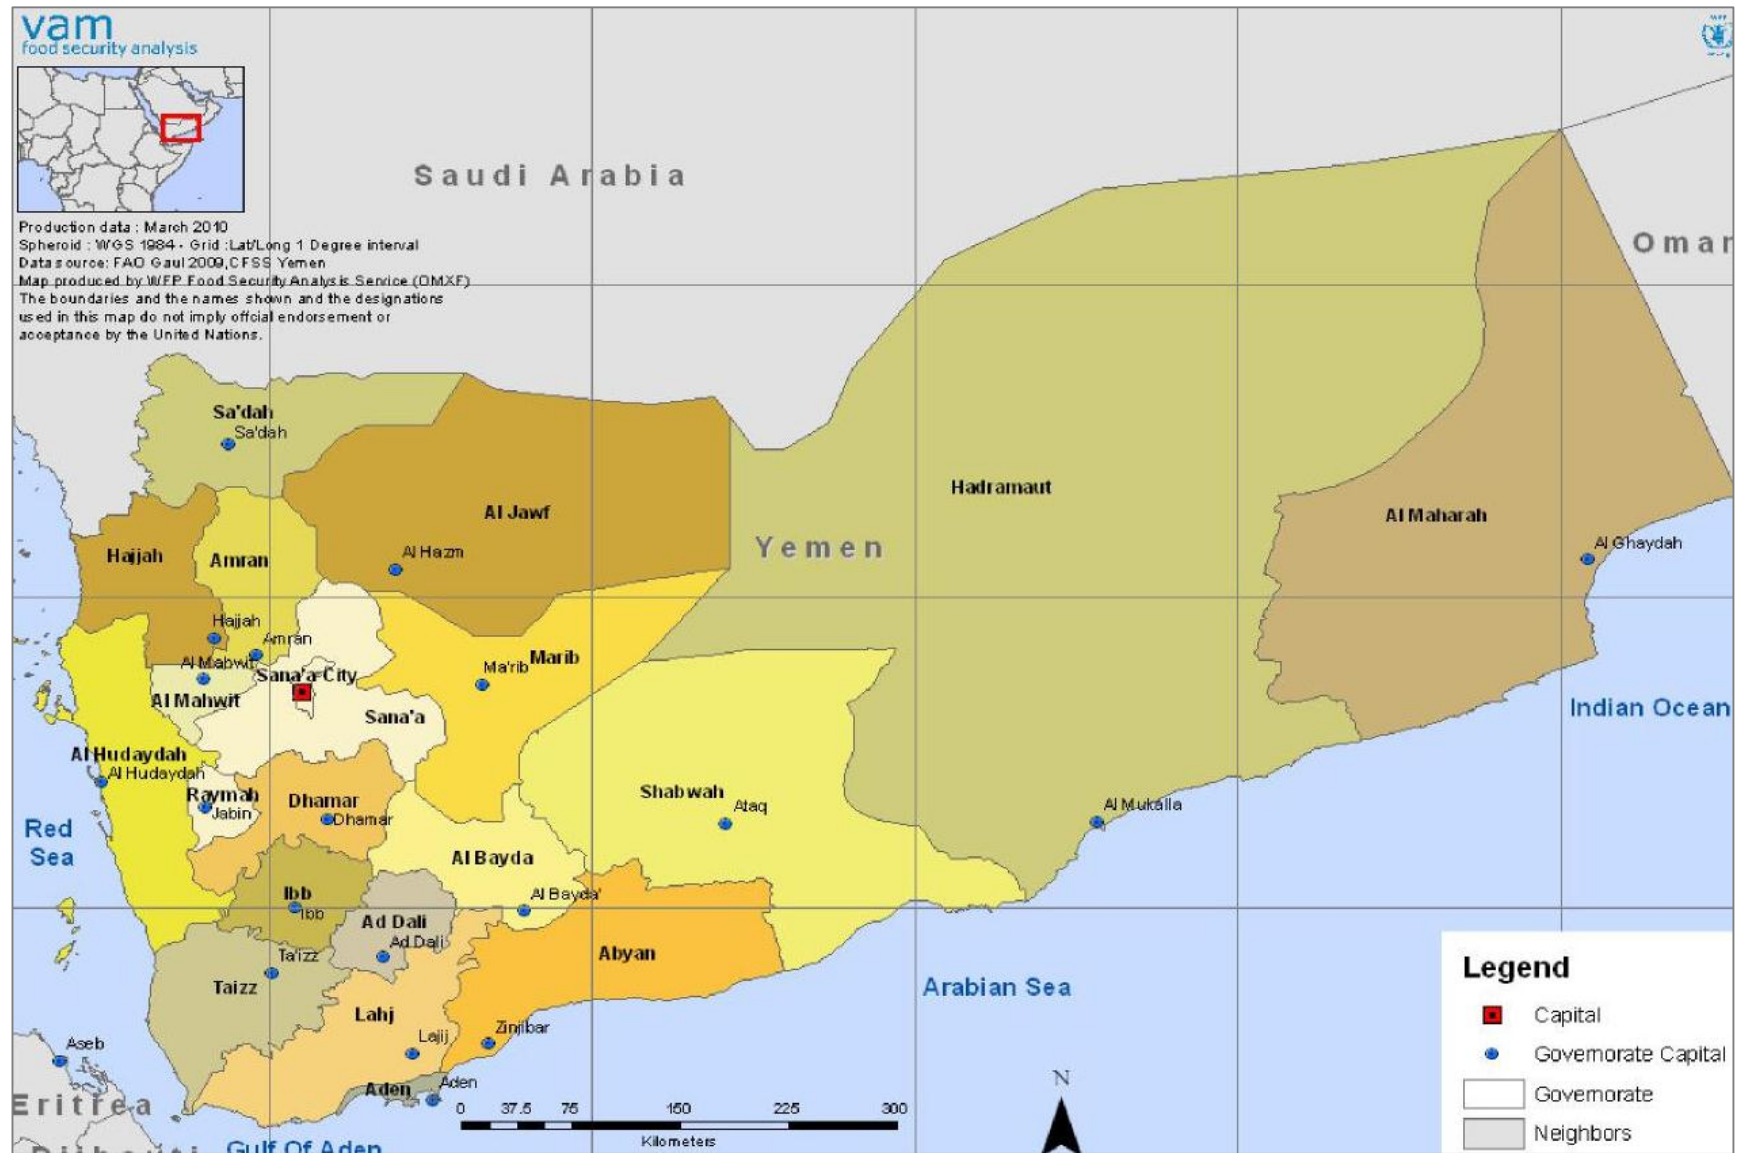 vam
food security analysis
Production data : March 2010
Spheroid : WGS 1984 - Grid :Lat/Long 1 Degree interval
Data source: FAO Gaul 2009,CFSS Yemen
Map produced by WFP Food Security Analysis Service (OMXF)
The boundaries and the names shown and the designations
used in this map do not imply offcial endorsement or
acceptance by the United Nations.
Saudi Arabia
Oman
Sa'dah
Sa'dah
Hadramaut
Al Jawf
Al Maharah
Yemen
Al Ghaydah
Hajjah
Amran
Al Hazm
Hajjah
Amran
Al Mahwit
Marib
Ma'rib
Sana'a City
Al Mahwit
Sana'a
Indian Ocean
Al Hudaydah
Al Hudaydah
Raymah
Jabin
Dhamar
Dhamar
Shabwah
Ataq
Al Mukalla
Red
Sea
Al Bayda
Al Bayda'
Ibb
Ibb
Ad Dali
Ad Dali
Abyan
Ta'izz
Taizz
Arabian Sea
Lahj
Lajij
Zinjibar
Aseb
Aden
Aden
Eritrea
Djibouti
Gulf Of Aden
0 37.5 75 150 225 300
Kilometers
N
Legend
Capital
Governorate Capital
Governorate
Neighbors